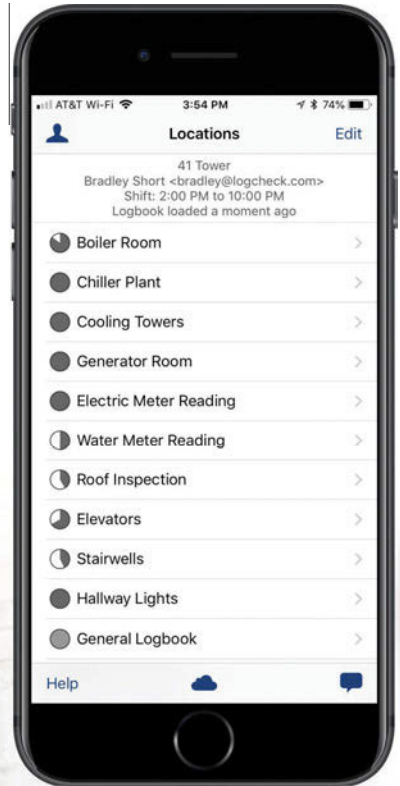 AT&T Wi-Fi 3:54 PM 74%
Locations Edit
41 Tower
Bradley Short <bradley@logcheck.com>
Shift: 2:00 PM to 10:00 PM
Logbook loaded a moment ago
Boiler Room
Chiller Plant
Cooling Towers
Generator Room
Electric Meter Reading
Water Meter Reading
Roof Inspection
Elevators
Stairwells
Hallway Lights
General Logbook
Help